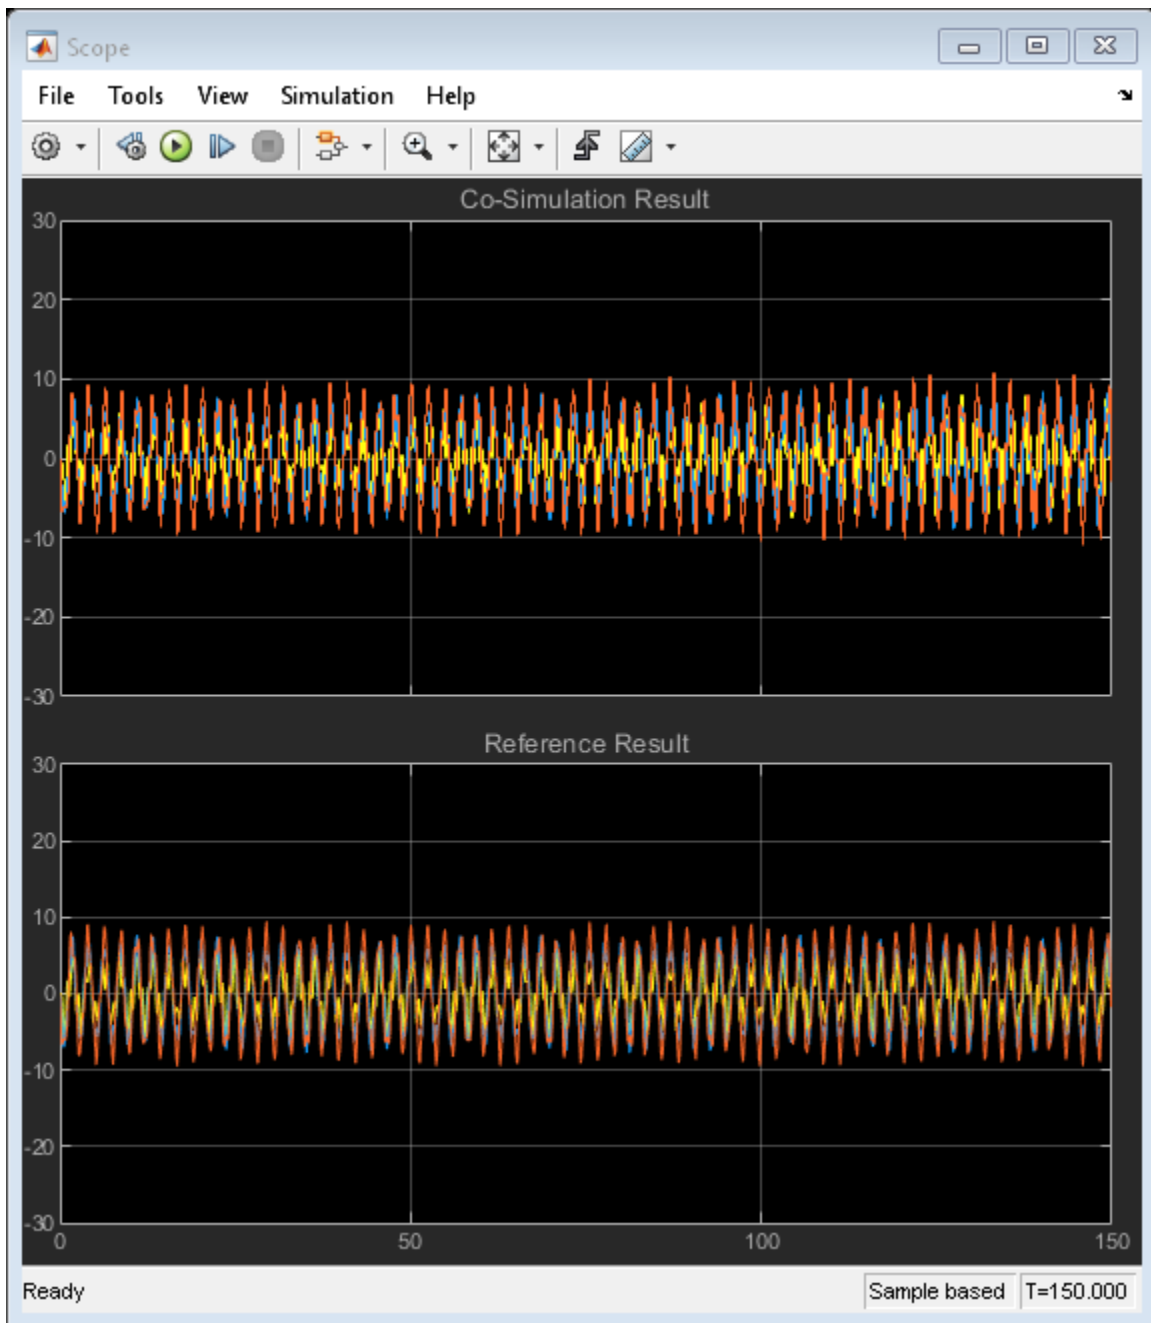 Scope
File Tools View Simulation Help
Co-Simulation Result
30
20
10
0
-10
-20
-30
Reference Result
30
20
10
0
-10
-20
-30
0 50 100 150
Ready Sample based T=150.000